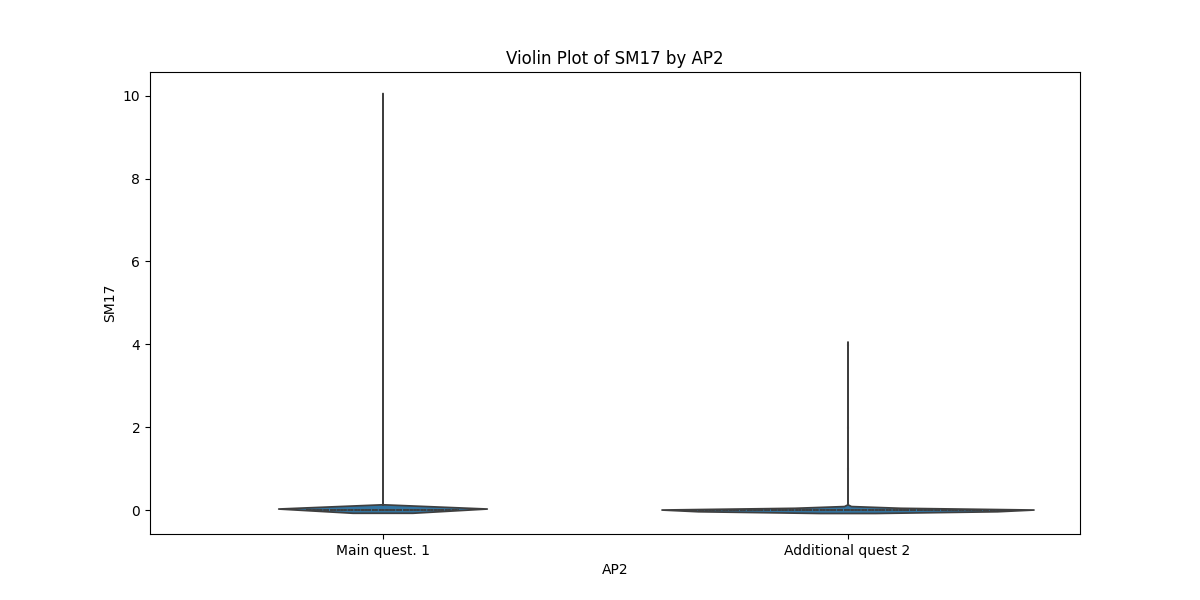 Violin Plot of SM17 by AP2
10
8
6
4
2
0
SM17
Main quest. 1
Additional quest 2
AP2